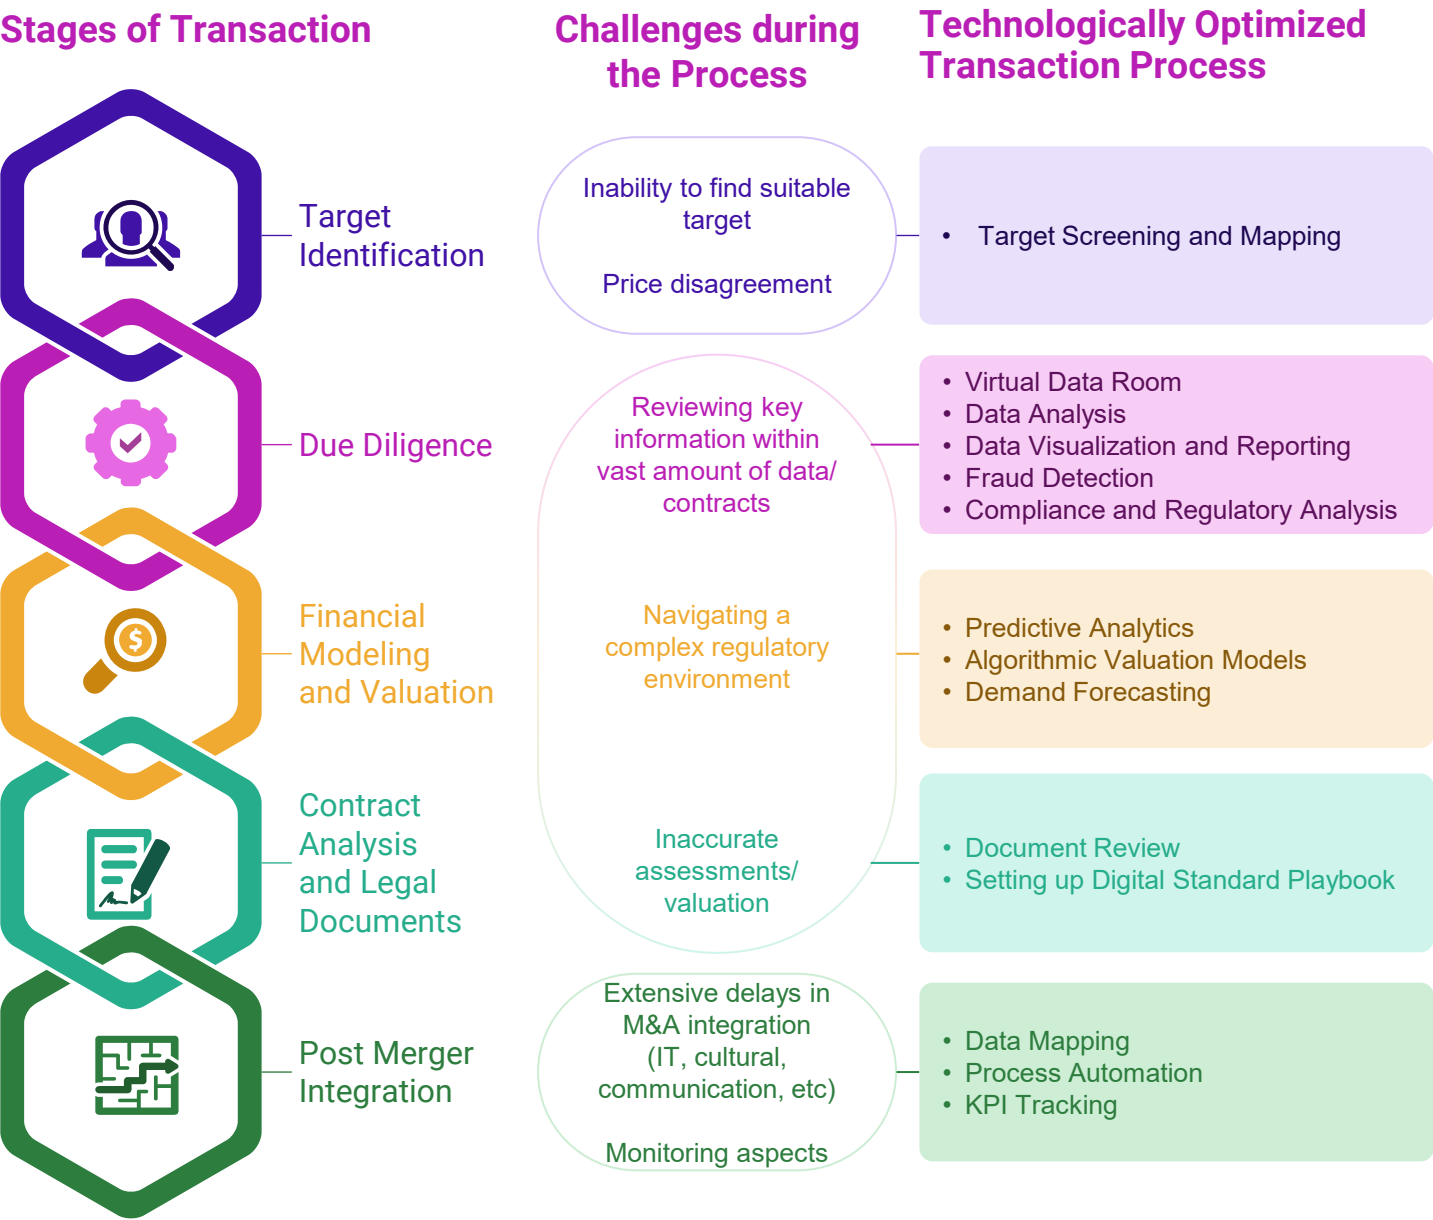 Stages of Transaction
Challenges during
the Process
Technologically Optimized
Transaction Process
Target
Identification
Inability to find suitable
target
Price disagreement
• Target Screening and Mapping
Due Diligence
Reviewing key
information within
vast amount of data/
contracts
• Virtual Data Room
• Data Analysis
• Data Visualization and Reporting
• Fraud Detection
• Compliance and Regulatory Analysis
$
Financial
Modeling
and Valuation
Navigating a
complex regulatory
environment
• Predictive Analytics
• Algorithmic Valuation Models
• Demand Forecasting
Contract
Analysis
and Legal
Documents
Inaccurate
assessments/
valuation
• Document Review
• Setting up Digital Standard Playbook
Post Merger
Integration
Extensive delays in
M&A integration
(IT, cultural,
communication, etc)
Monitoring aspects
• Data Mapping
• Process Automation
• KPI Tracking